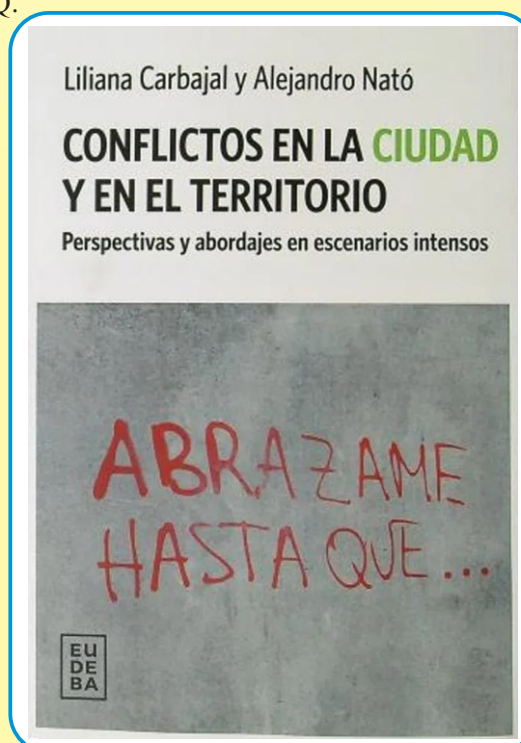 Q.
Liliana Carbajal y Alejandro Nató
CONFLICTOS EN LA CIUDAD
Y EN EL TERRITORIO
Perspectivas y abordajes en escenarios intensos
ABRAZAME
HASTA QUE...
EU
DE
BA